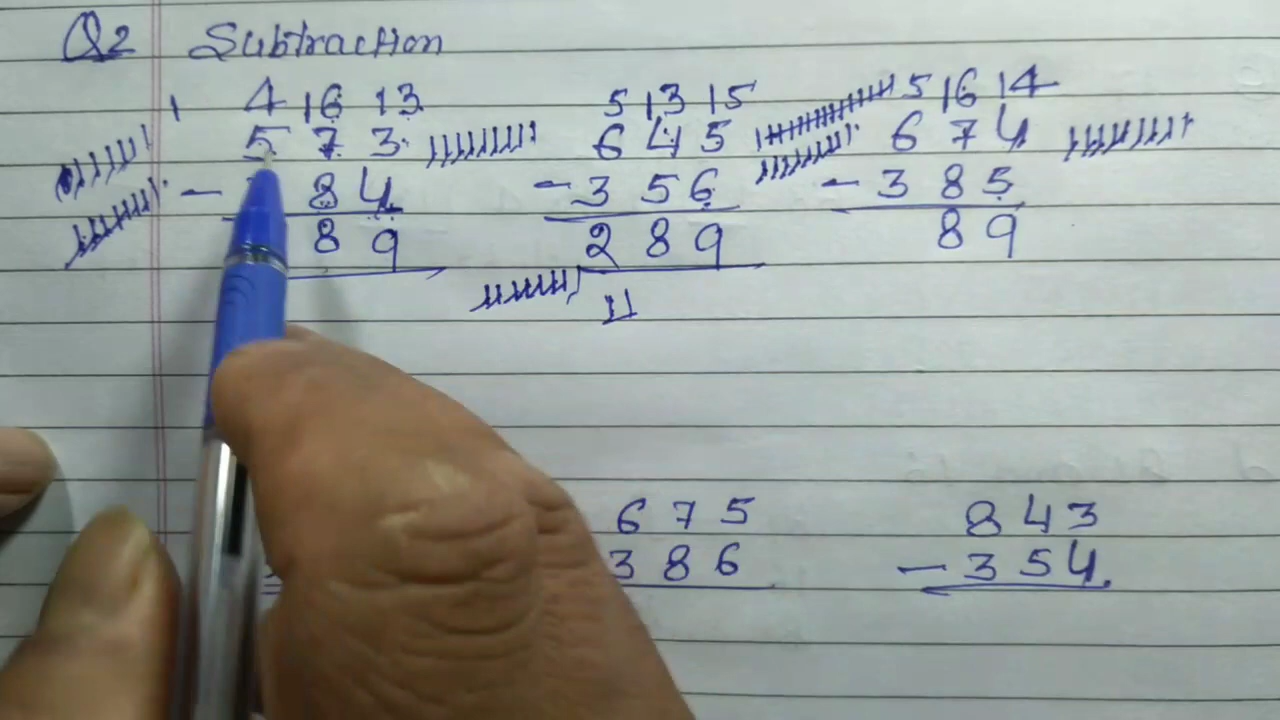 Q2 Subtraction
4 16 13 5 13 15 5 16 14
5 7 3 6 4 5 6 7 4
- 8 4 - 3 5 6 - 3 8 5
8 9 2 8 9 8 9
6 7 5 8 4 3
3 8 6 - 3 5 4